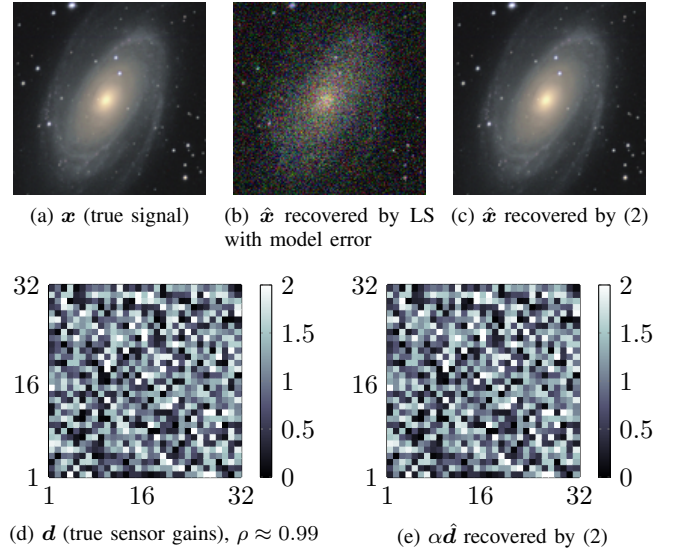 (a) x (true signal)
(b) x̂ recovered by LS with model error
(c) x̂ recovered by (2)
32
16
1
1 16 32
2
1.5
1
0.5
0
32
16
1
1 16 32
2
1.5
1
0.5
0
(d) d (true sensor gains), ρ ≈ 0.99
(e) αd̂ recovered by (2)